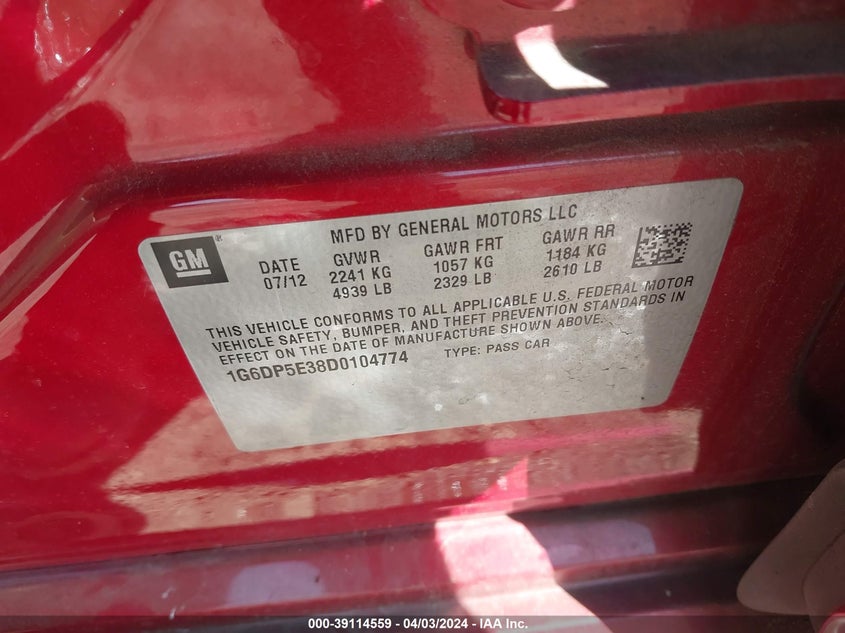 GM
MFD BY GENERAL MOTORS LLC
DATE GVWR GAWR FRT GAWR RR
07/12 2241 KG 1057 KG 1184 KG
4939 LB 2329 LB 2610 LB
THIS VEHICLE CONFORMS TO ALL APPLICABLE U.S. FEDERAL MOTOR
VEHICLE SAFETY, BUMPER, AND THEFT PREVENTION STANDARDS IN
EFFECT ON THE DATE OF MANUFACTURE SHOWN ABOVE.
1G6DP5E38D0104774 TYPE: PASS CAR
000-39114559 / 04/03/2024 - IAA Inc.